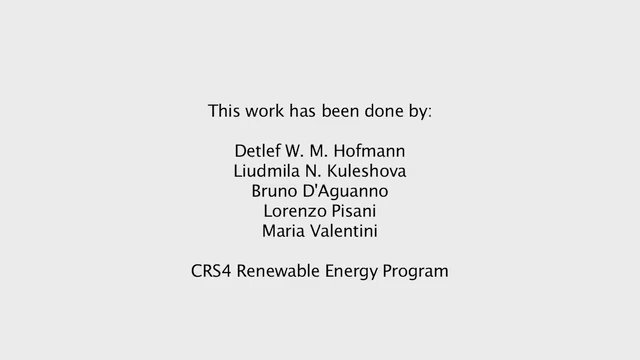 This work has been done by:
Detlef W. M. Hofmann
Liudmila N. Kuleshova
Bruno D'Aguanno
Lorenzo Pisani
Maria Valentini
CRS4 Renewable Energy Program